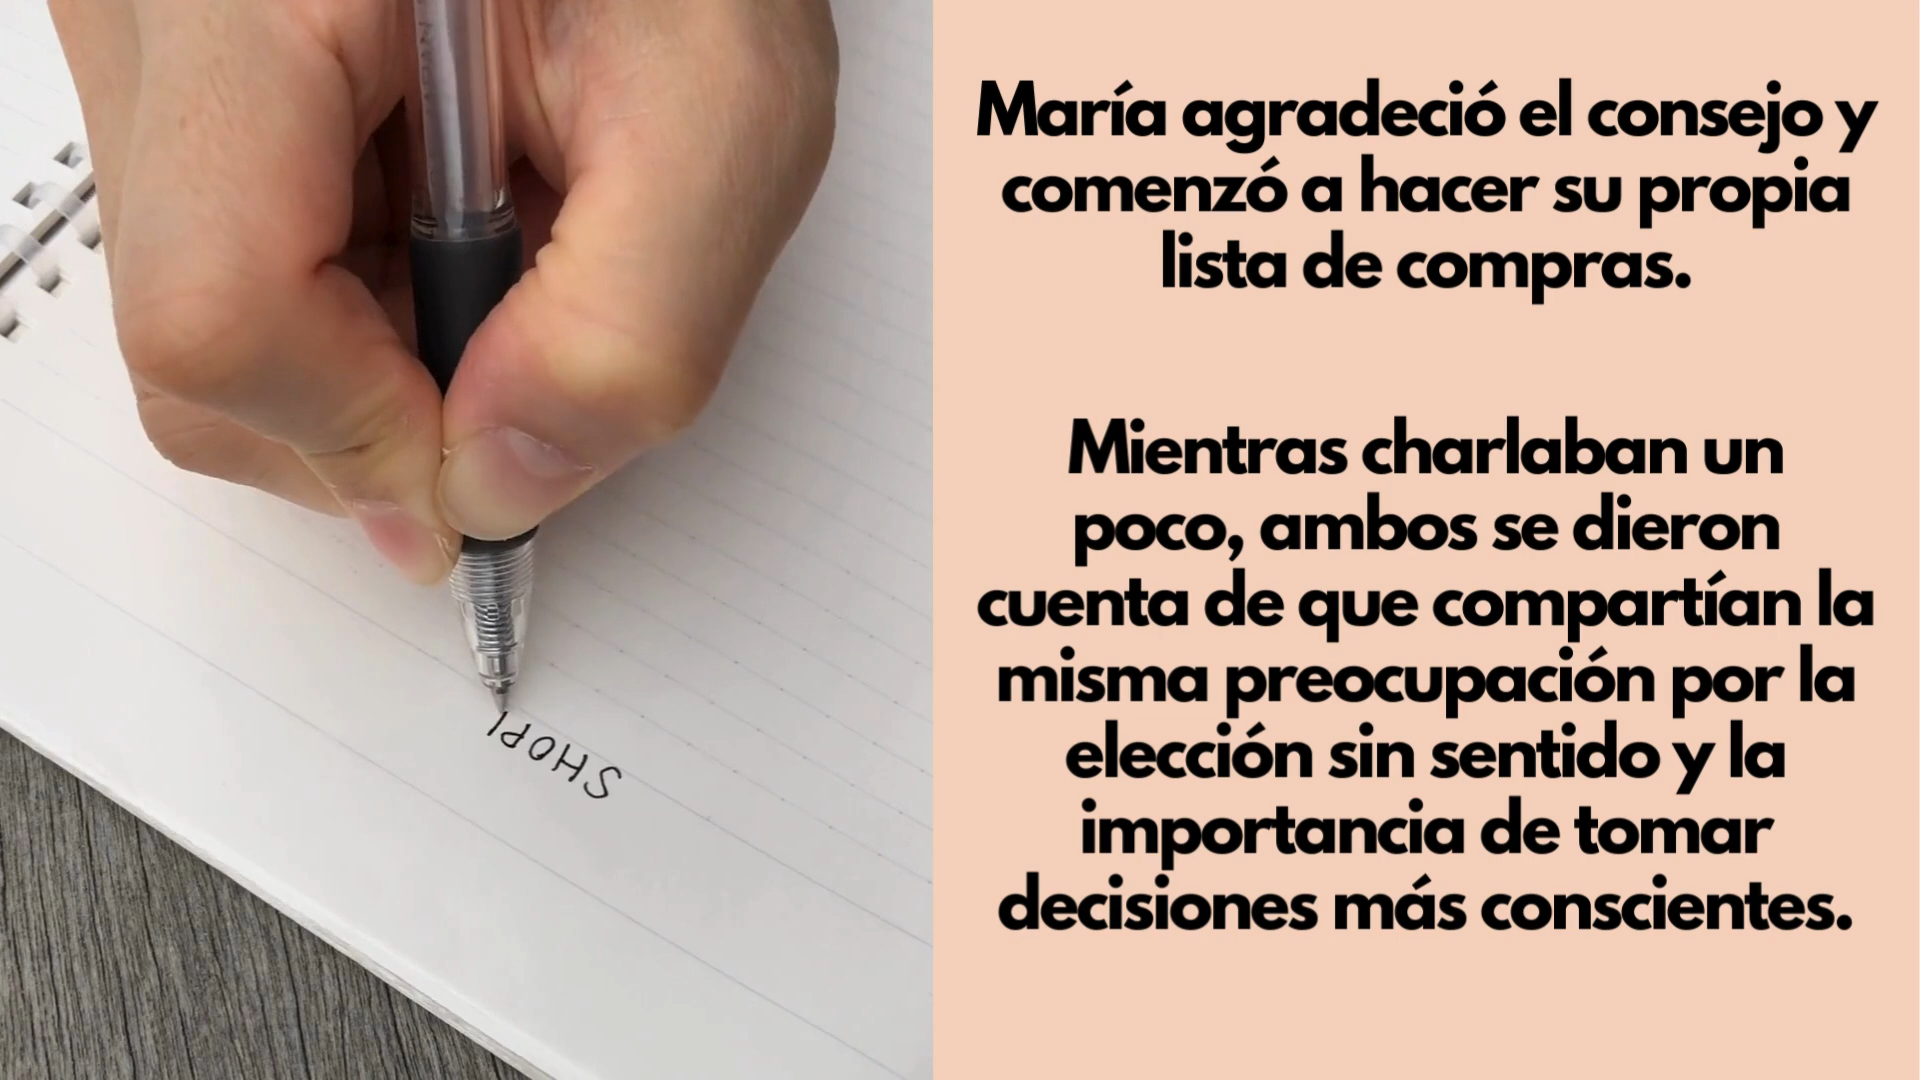 SHOPI
María agradeció el consejo y
comenzó a hacer su propia
lista de compras.
Mientras charlaban un
poco, ambos se dieron
cuenta de que compartían la
misma preocupación por la
elección sin sentido y la
importancia de tomar
decisiones más conscientes.